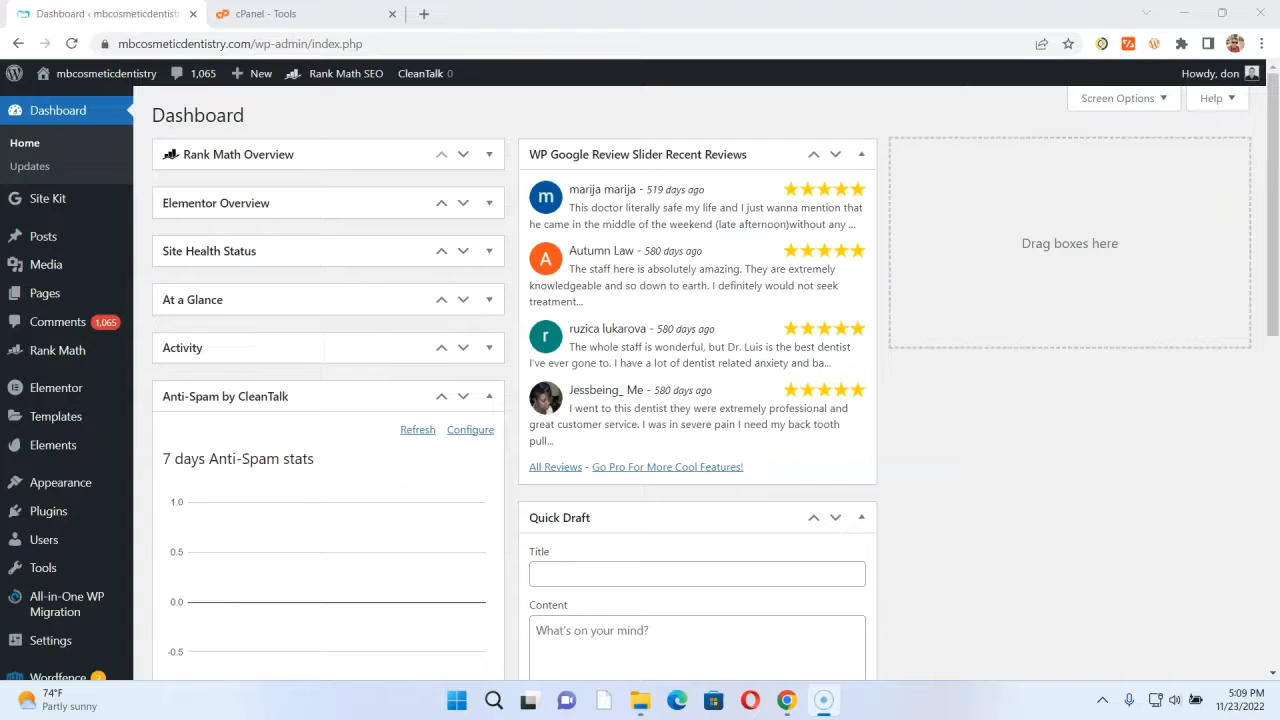 Dashboard ‹ mbcosmeticdentist
cPanel - Tools
mbcosmeticdentistry.com/wp-admin/index.php
mbcosmeticdentistry
1,065
New
Rank Math SEO
CleanTalk 0
Howdy, don
Dashboard
Home
Updates
Site Kit
Posts
Media
Pages
Comments 1,065
Rank Math
Elementor
Templates
Elements
Appearance
Plugins
Users
Tools
All-in-One WP
Migration
Settings
Wordfence 2
Screen Options
Help
Dashboard
Rank Math Overview
Elementor Overview
Site Health Status
At a Glance
Activity
Anti-Spam by CleanTalk
Refresh Configure
7 days Anti-Spam stats
1.0
0.5
0.0
-0.5
WP Google Review Slider Recent Reviews
m
marija marija - 519 days ago
This doctor literally safe my life and I just wanna mention that
he came in the middle of the weekend (late afternoon)without any ...
A
Autumn Law - 580 days ago
The staff here is absolutely amazing. They are extremely
knowledgeable and so down to earth. I definitely would not seek
treatment...
r
ruzica lukarova - 580 days ago
The whole staff is wonderful, but Dr. Luis is the best dentist
I've ever gone to. I have a lot of dentist related anxiety and ba...
Jessbeing_ Me - 580 days ago
I went to this dentist they were extremely professional and
great customer service. I was in severe pain I need my back tooth
pull...
All Reviews - Go Pro For More Cool Features!
Quick Draft
Title
Content
What's on your mind?
Drag boxes here
74°F
Partly sunny
5:09 PM
11/23/2022